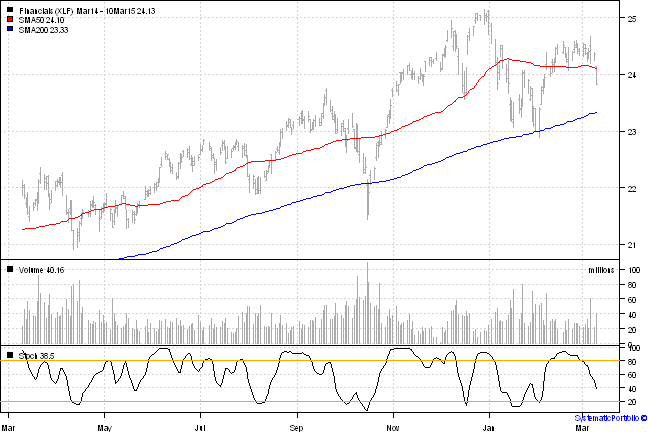 Financials (XLF) Mar14 - 10Mar15 24.13
SMA50 24.10
SMA200 23.33
25
24
23
22
21
Volume 40.16
millions
100
80
60
40
20
0
Stoch 38.5
100
80
60
40
20
Mar May Jul Sep Nov Jan Mar
SystematicPortfolio ©